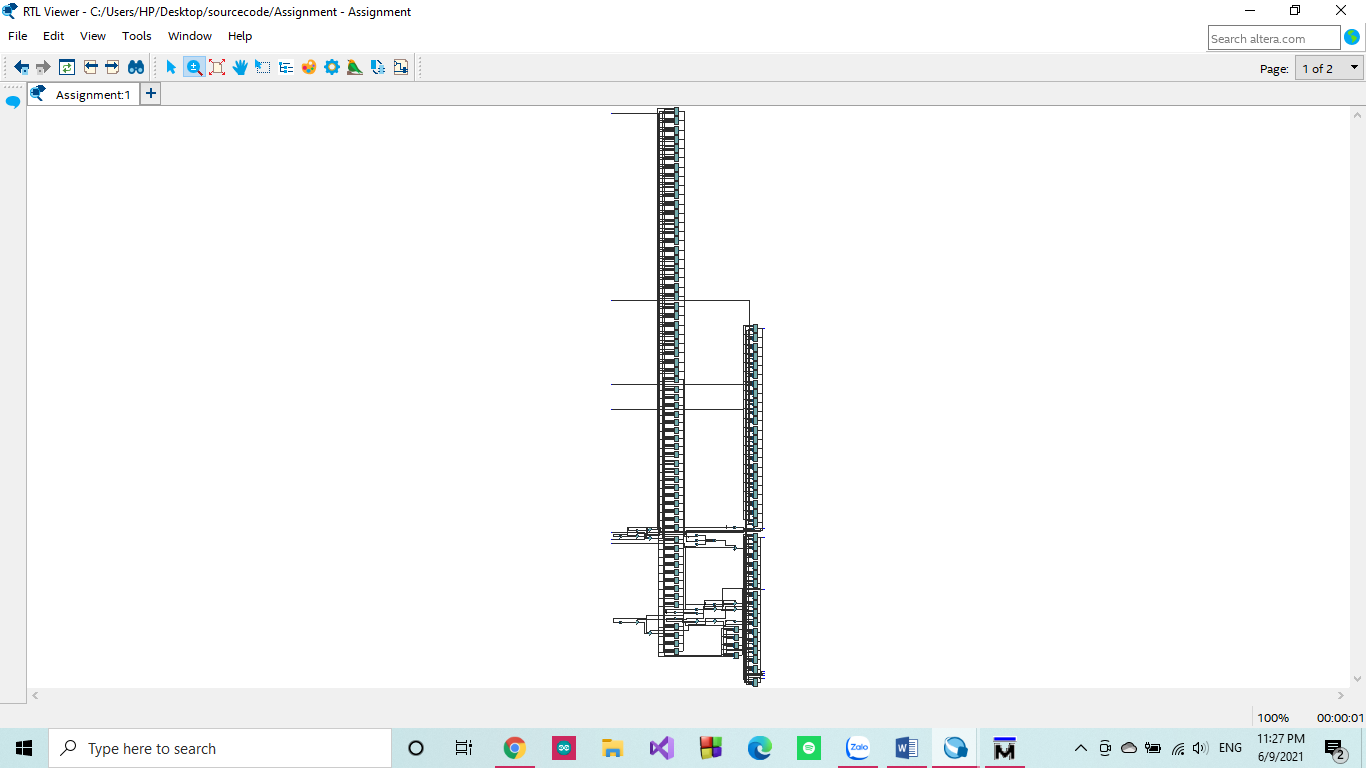 RTL Viewer - C:/Users/HP/Desktop/sourcecode/Assignment - Assignment
File Edit View Tools Window Help
Search altera.com
Page: 1 of 2
Assignment:1
100% 00:00:01
Type here to search
Zalo
W
M
ENG
11:27 PM
6/9/2021
2